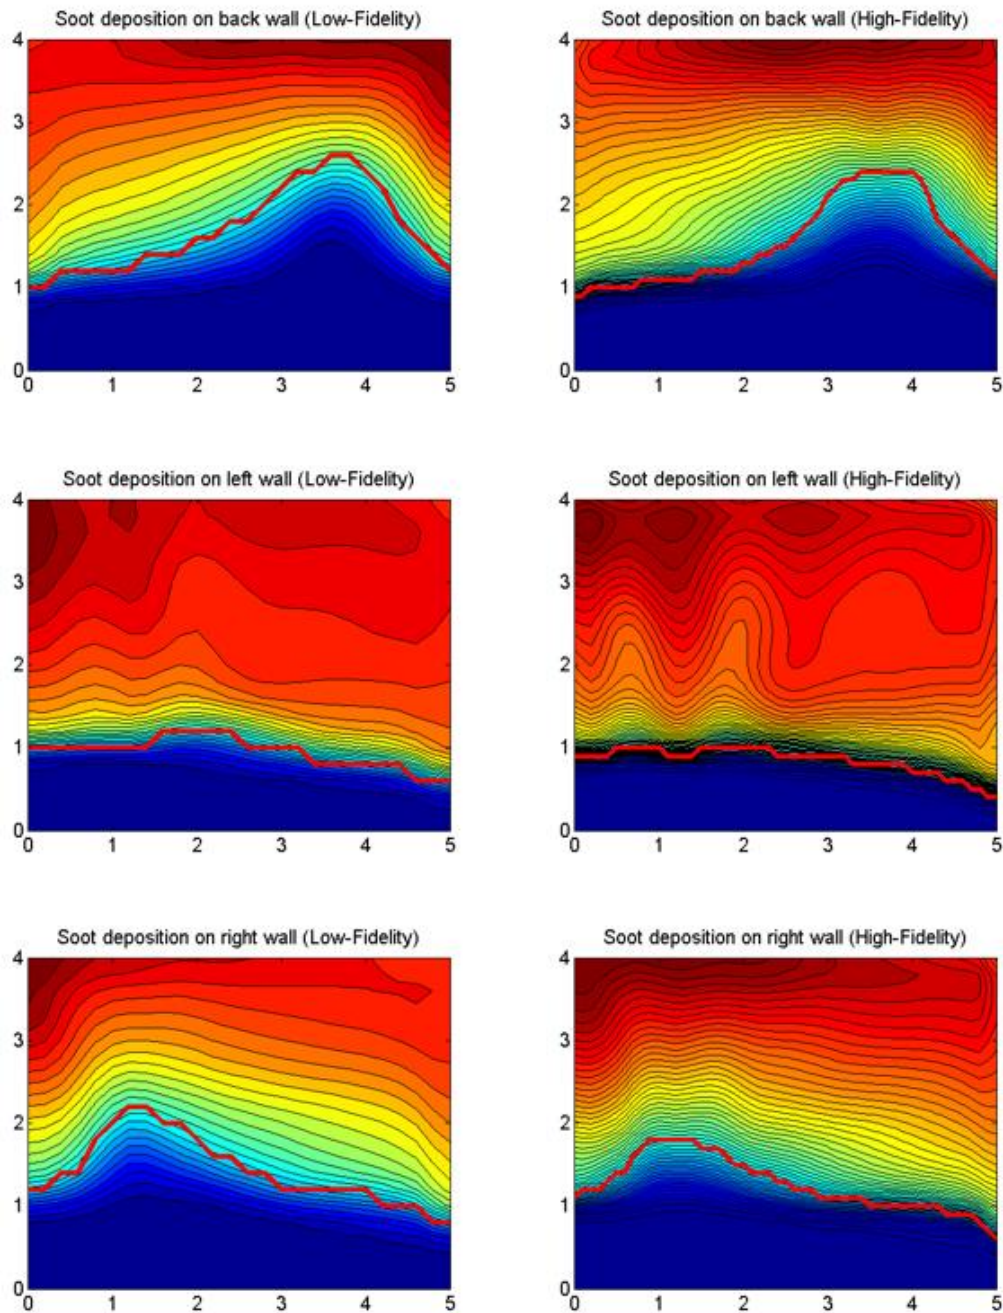 Soot deposition on back wall (Low-Fidelity)
4
3
2
1
0
0 1 2 3 4 5
Soot deposition on back wall (High-Fidelity)
4
3
2
1
0
0 1 2 3 4 5
Soot deposition on left wall (Low-Fidelity)
4
3
2
1
0
0 1 2 3 4 5
Soot deposition on left wall (High-Fidelity)
4
3
2
1
0
0 1 2 3 4 5
Soot deposition on right wall (Low-Fidelity)
4
3
2
1
0
0 1 2 3 4 5
Soot deposition on right wall (High-Fidelity)
4
3
2
1
0
0 1 2 3 4 5